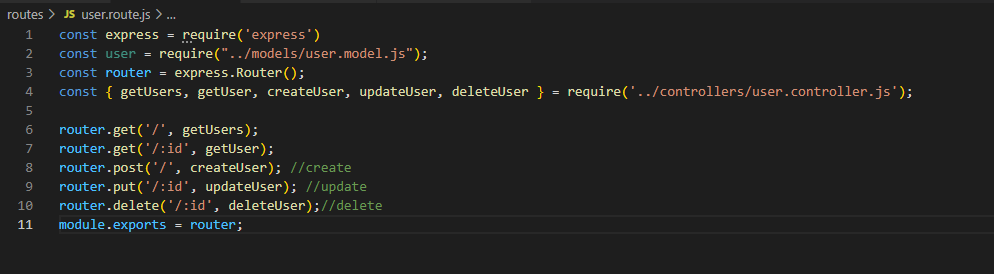 routes > JS user.route.js > ...
1 const express = require('express')
2 const user = require("../models/user.model.js");
3 const router = express.Router();
4 const { getUsers, getUser, createUser, updateUser, deleteUser } = require('../controllers/user.controller.js');
5
6 router.get('/', getUsers);
7 router.get('/:id', getUser);
8 router.post('/', createUser); //create
9 router.put('/:id', updateUser); //update
10 router.delete('/:id', deleteUser);//delete
11 module.exports = router;